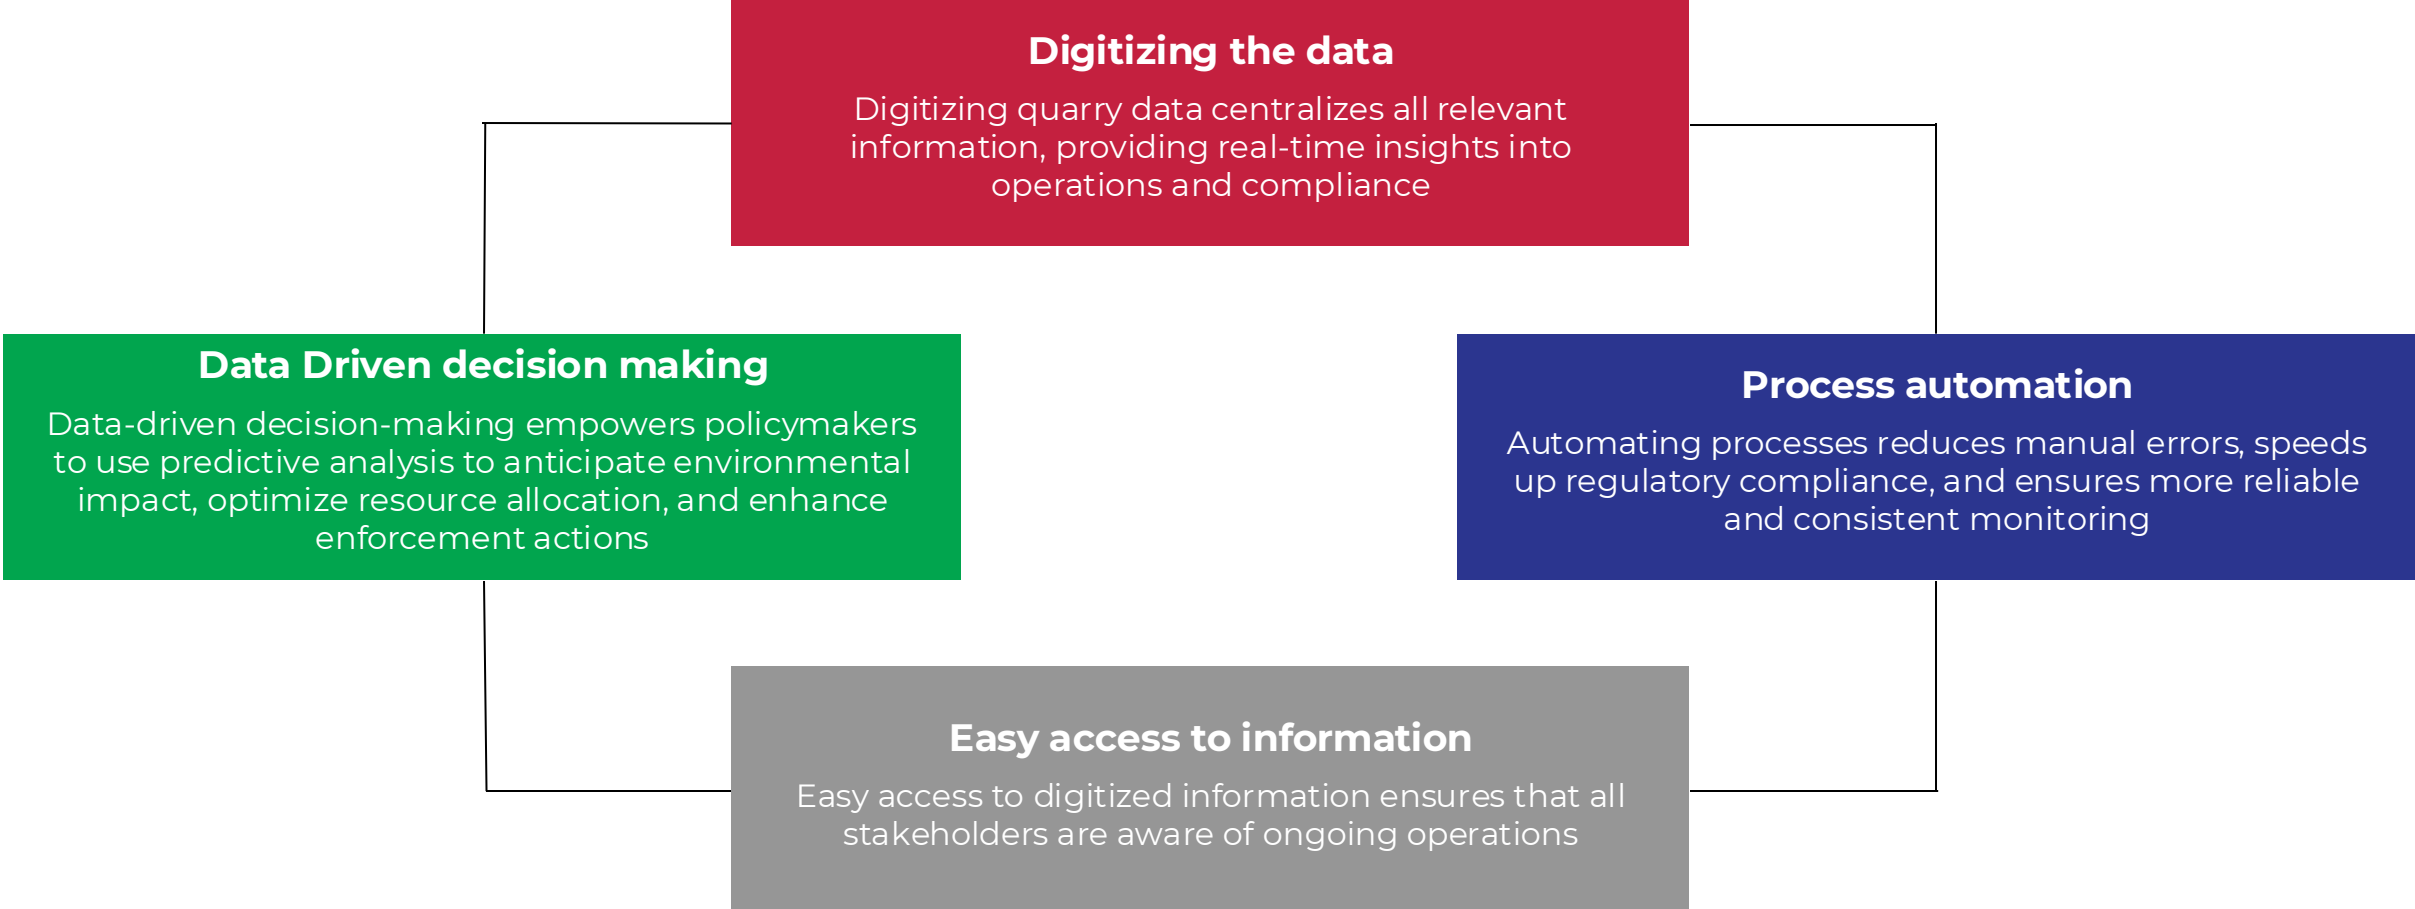 Digitizing the data
Digitizing quarry data centralizes all relevant
information, providing real-time insights into
operations and compliance
Data Driven decision making
Data-driven decision-making empowers policymakers
to use predictive analysis to anticipate environmental
impact, optimize resource allocation, and enhance
enforcement actions
Process automation
Automating processes reduces manual errors, speeds
up regulatory compliance, and ensures more reliable
and consistent monitoring
Easy access to information
Easy access to digitized information ensures that all
stakeholders are aware of ongoing operations